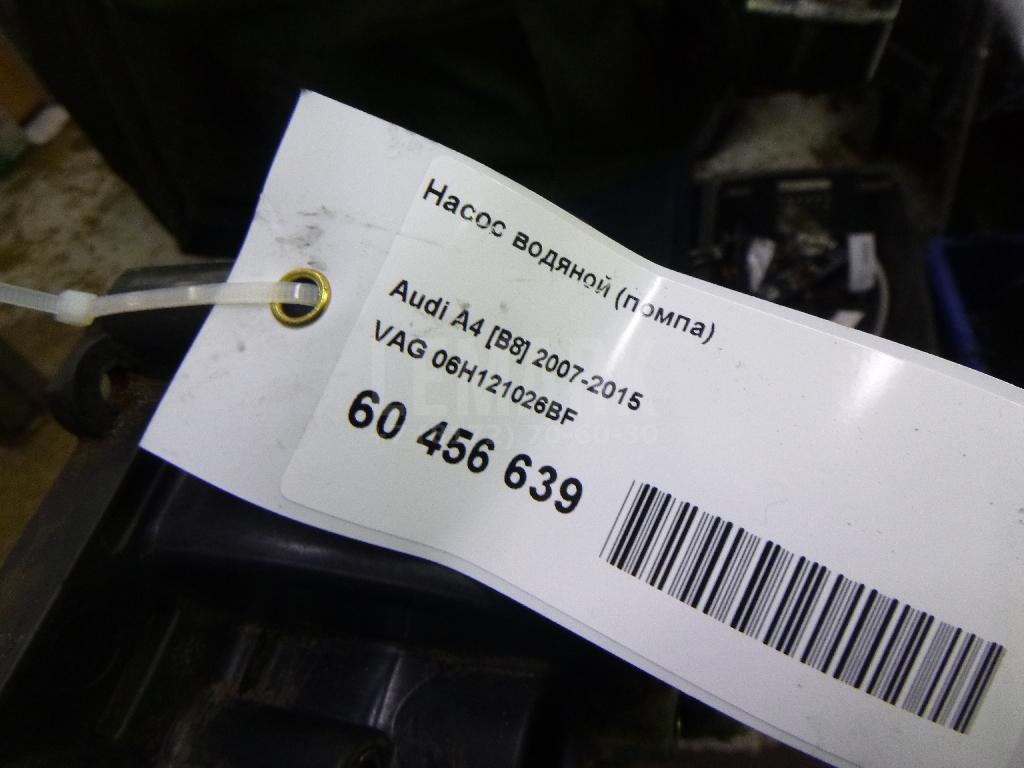 Насос водяной (помпа)
Audi A4 [B8] 2007-2015
VAG 06H121026BF
60 456 639